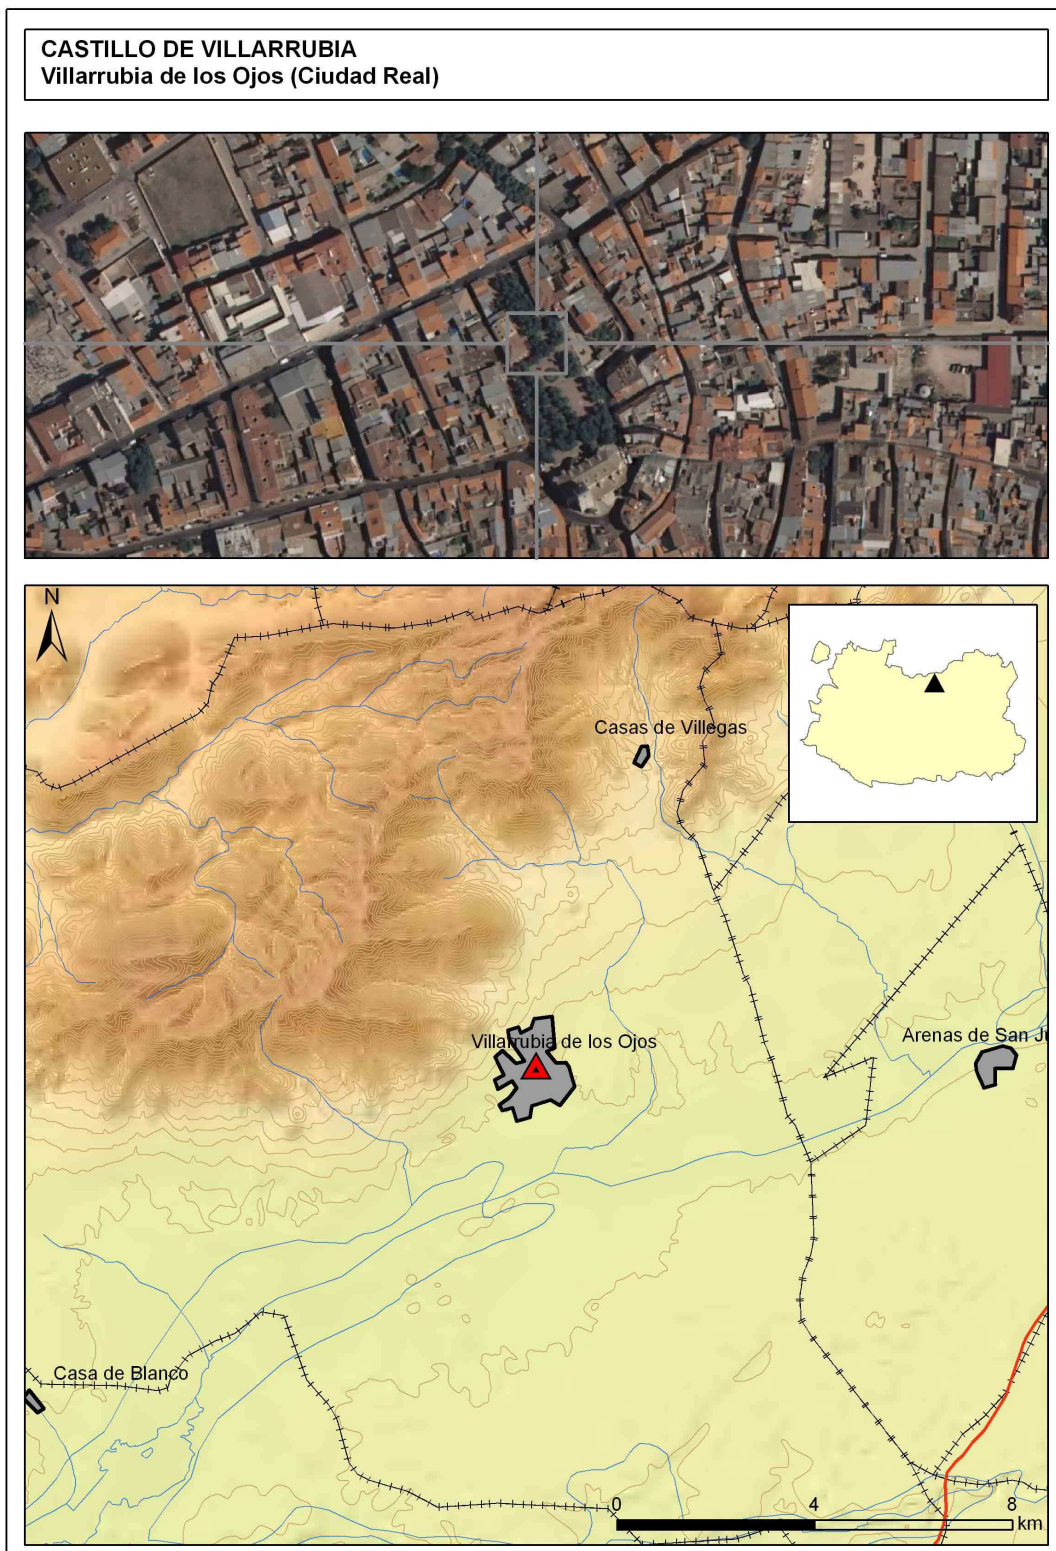 CASTILLO DE VILLARRUBIA
Villarrubia de los Ojos (Ciudad Real)
N
Casas de Villegas
Villarrubia de los Ojos
Arenas de San Ju
Casa de Blanco
0 4 8
km